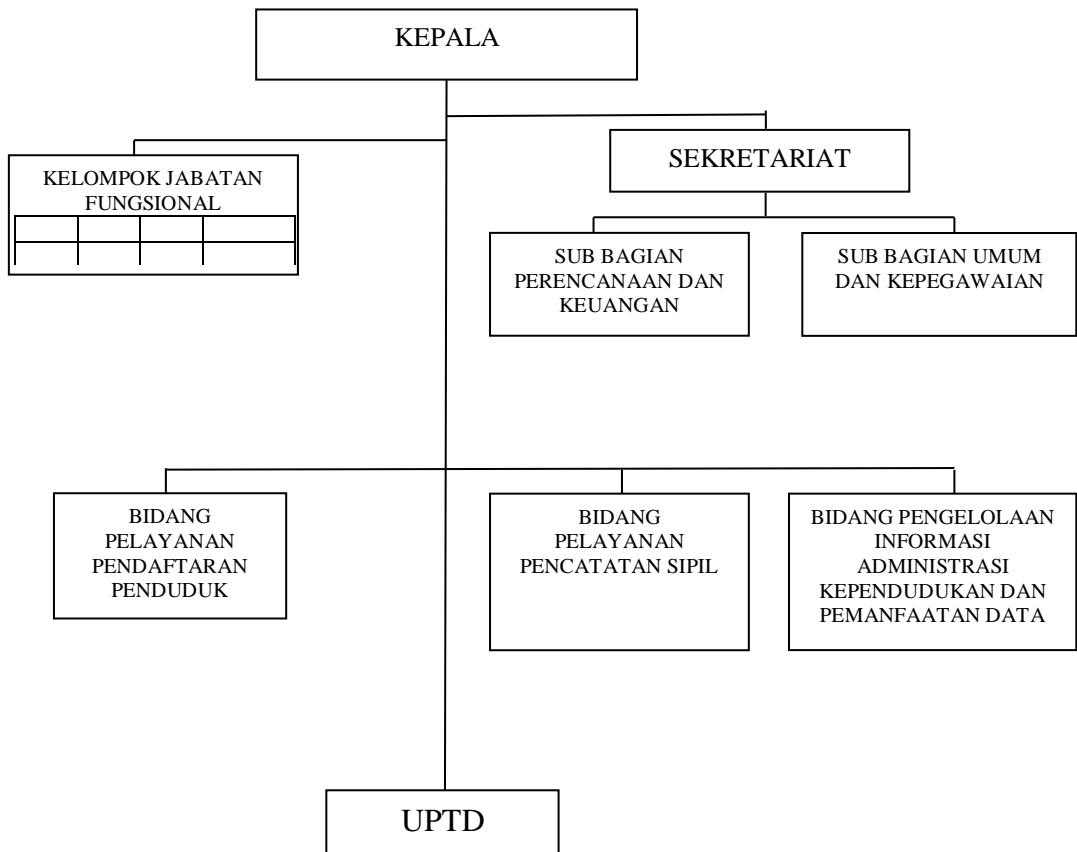 KEPALA
SEKRETARIAT
KELOMPOK JABATAN
FUNGSIONAL
SUB BAGIAN
PERENCANAAN DAN
KEUANGAN
SUB BAGIAN UMUM
DAN KEPEGAWAIAN
BIDANG
PELAYANAN
PENDAFTARAN
PENDUDUK
BIDANG
PELAYANAN
PENCATATAN SIPIL
BIDANG PENGELOLAAN
INFORMASI
ADMINISTRASI
KEPENDUDUKAN DAN
PEMANFAATAN DATA
UPTD